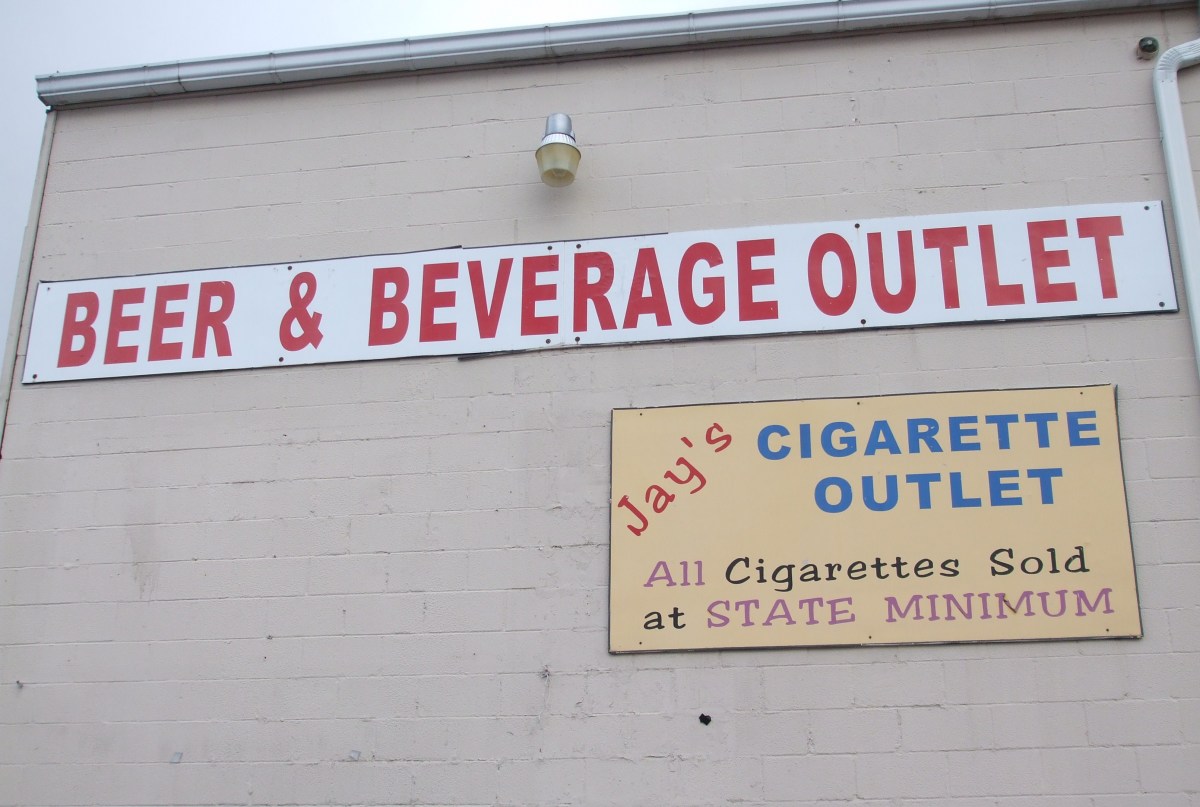 BEER & BEVERAGE OUTLET
Jay's CIGARETTE
OUTLET
All Cigarettes Sold
at STATE MINIMUM